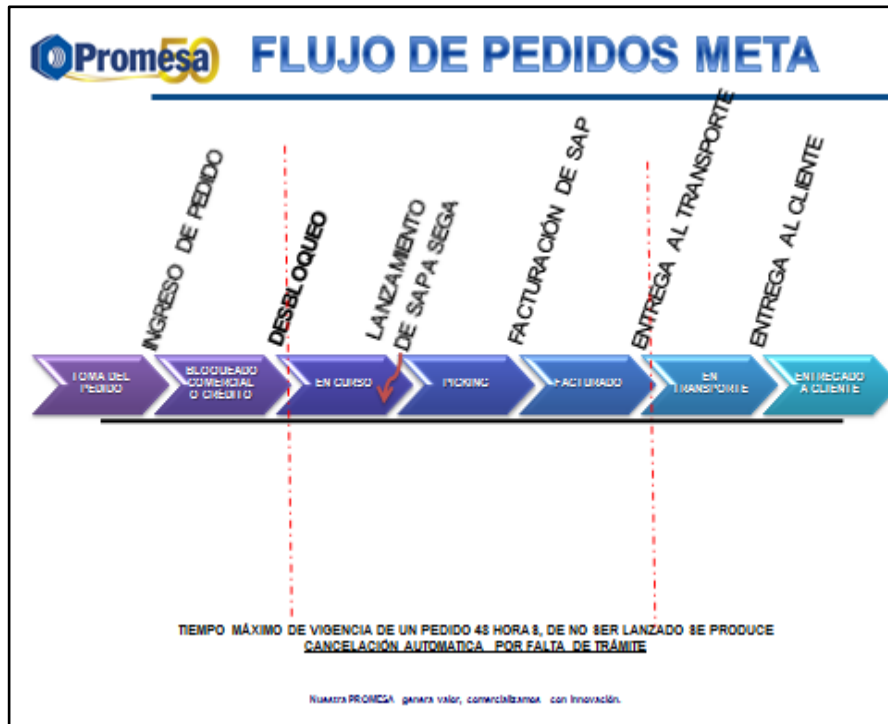 Promesa 50
FLUJO DE PEDIDOS META
INGRESO DE PEDIDO
DESBLOQUEO
LANZAMIENTO
DE SAP A SEGA
FACTURACIÓN DE SAP
ENTREGA AL TRANSPORTE
ENTREGA AL CLIENTE
TOMA DEL
PEDIDO
BLOQUEADO
COMERCIAL
O CRÉDITO
EN CURSO
PICKING
FACTURADO
EN
TRANSPORTE
ENTREGADO
A CLIENTE
TIEMPO MÁXIMO DE VIGENCIA DE UN PEDIDO 48 HORAS, DE NO SER LANZADO SE PRODUCE
CANCELACIÓN AUTOMATICA POR FALTA DE TRÁMITE
Nuestra PROMESA genera valor, comercializamos con innovación.